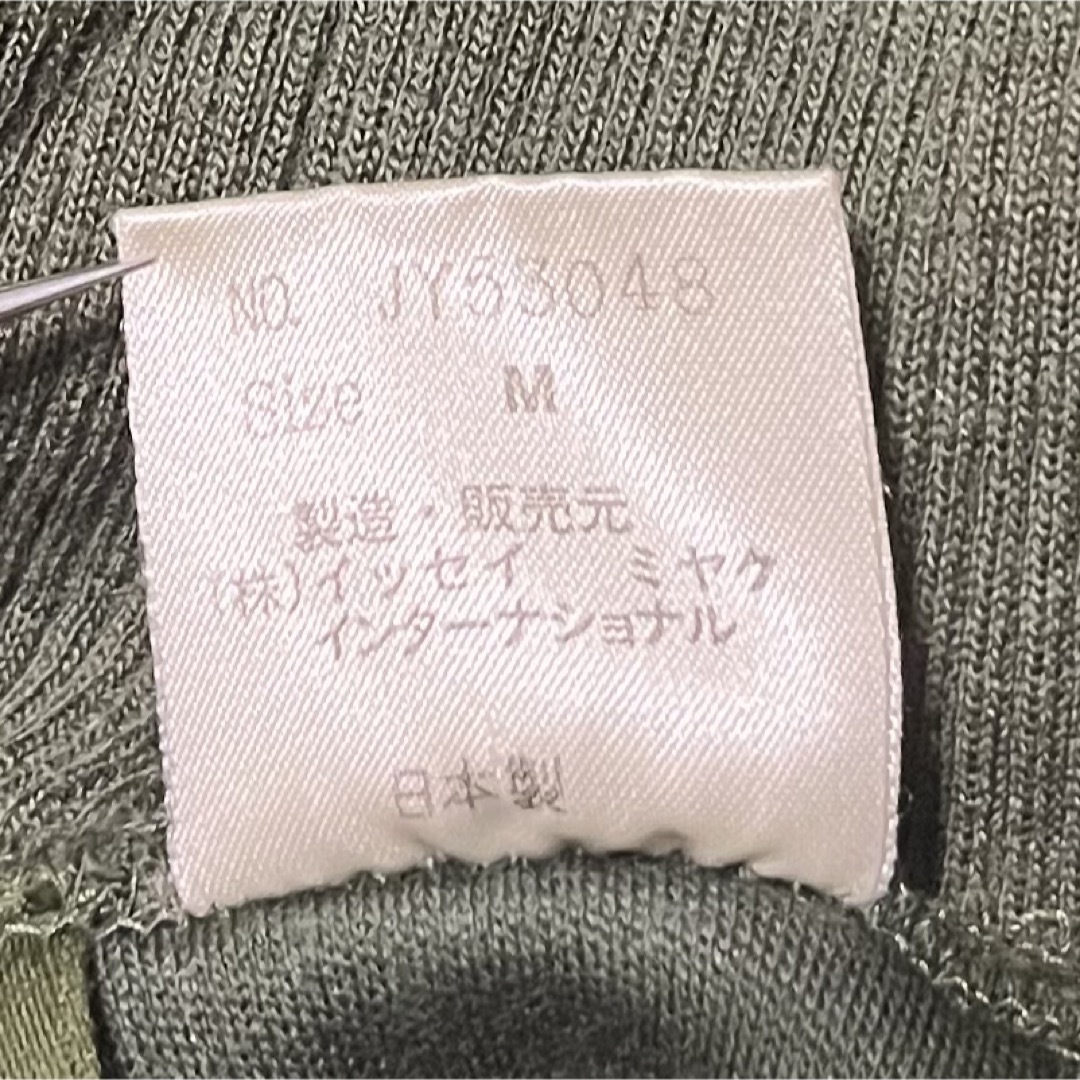 NO. JY53048
Size M
製造・販売元
(株)イッセイ ミヤケ
インターナショナル
日本製